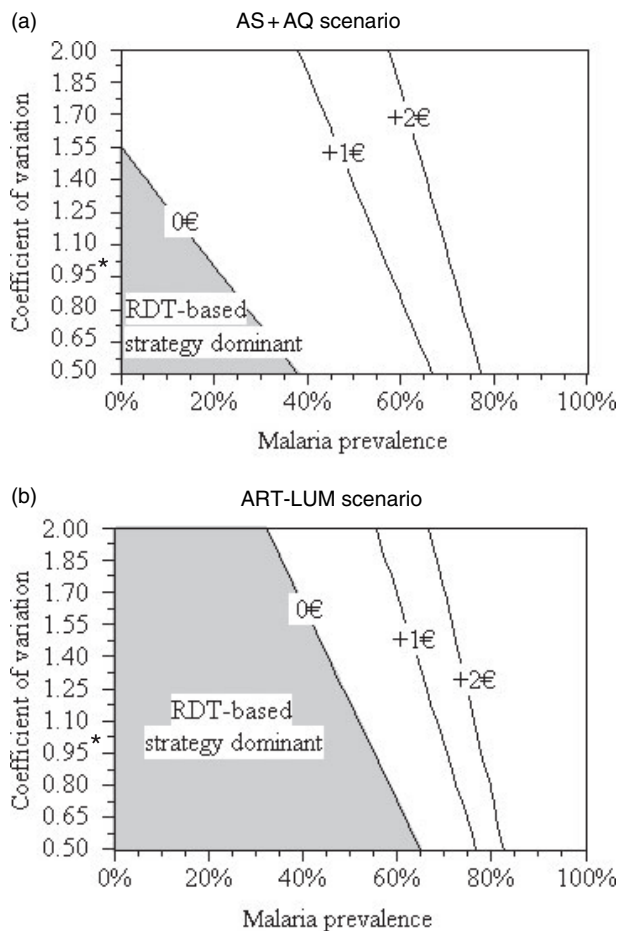 (a) AS + AQ scenario
Coefficient of variation
2.00
1.85
1.70
1.55
1.40
1.25
1.10
0.95*
0.80
0.65
0.50
+2€
+1€
0€
RDT-based
strategy dominant
0% 20% 40% 60% 80% 100%
Malaria prevalence
(b) ART-LUM scenario
Coefficient of variation
2.00
1.85
1.70
1.55
1.40
1.25
1.10
0.95*
0.80
0.65
0.50
0€
+1€
+2€
RDT-based
strategy dominant
0% 20% 40% 60% 80% 100%
Malaria prevalence